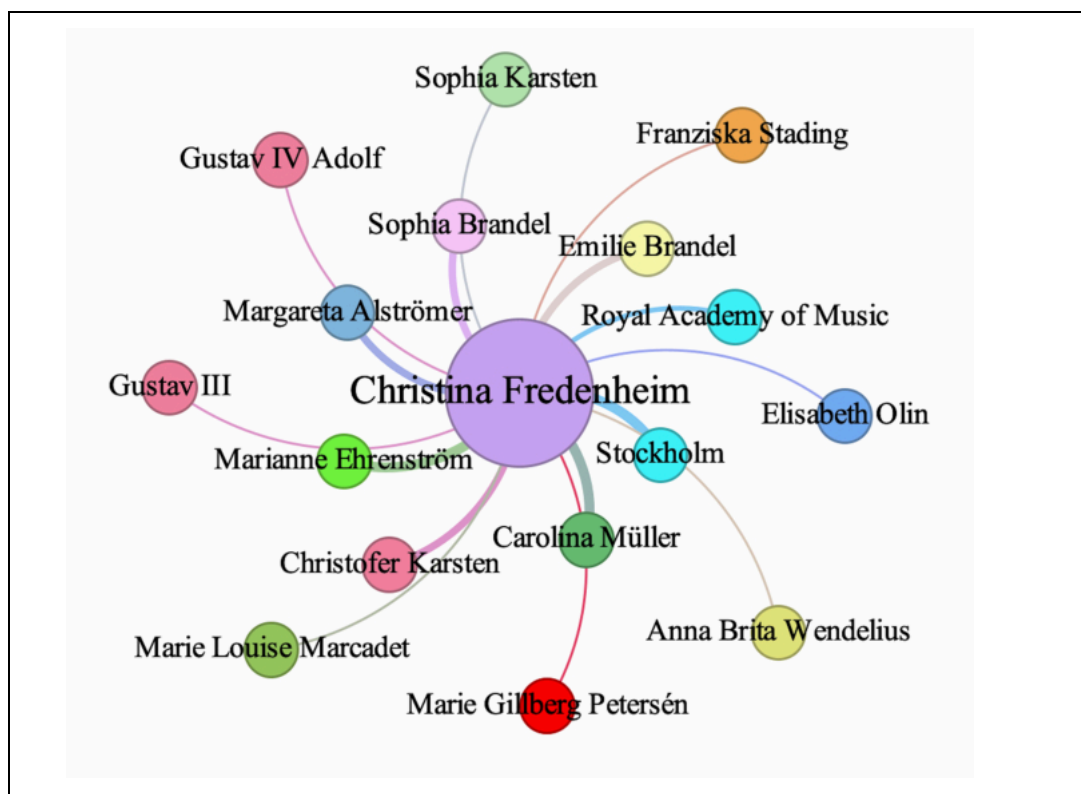 Sophia Karsten
Franziska Stading
Gustav IV Adolf
Sophia Brandel
Emilie Brandel
Margareta Alströmer
Royal Academy of Music
Gustav III
Christina Fredenheim
Elisabeth Olin
Marianne Ehrenström
Stockholm
Carolina Müller
Christofer Karsten
Anna Brita Wendelius
Marie Louise Marcadet
Marie Gillberg Petersén